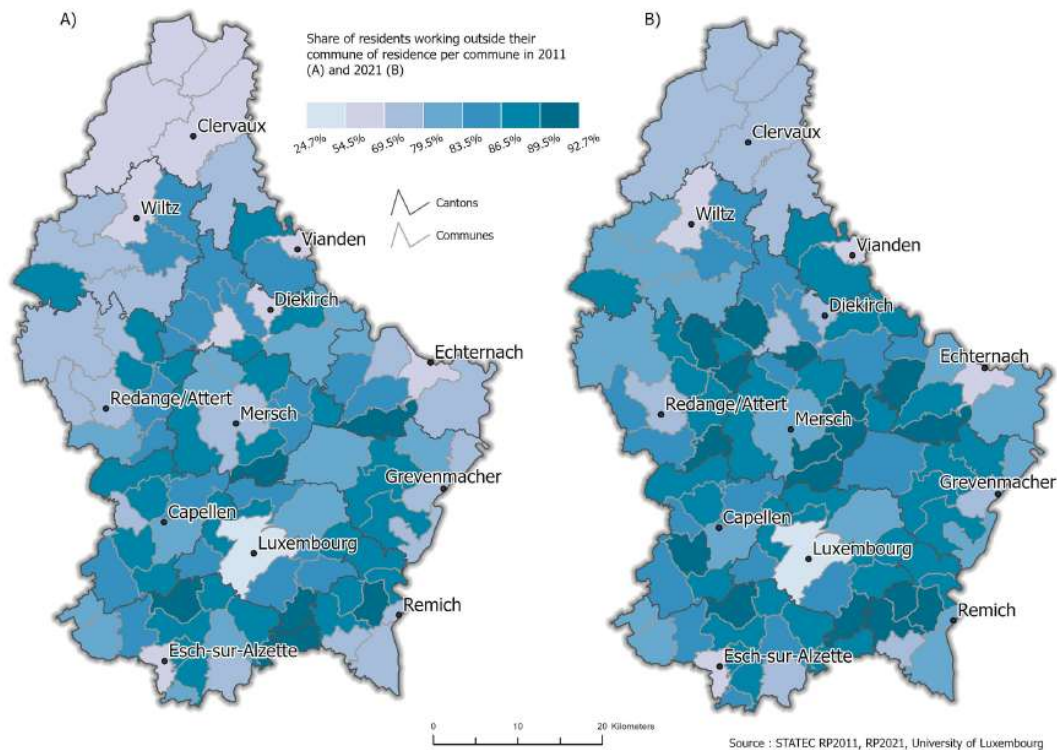 A)
B)
Share of residents working outside their
commune of residence per commune in 2011
(A) and 2021 (B)
24.7% 54.5% 69.5% 79.5% 83.5% 86.5% 89.5% 92.7%
Cantons
Communes
Clervaux
Wiltz
Vianden
Diekirch
Echternach
Redange/Attert
Mersch
Grevenmacher
Capellen
Luxembourg
Remich
Esch-sur-Alzette
Clervaux
Wiltz
Vianden
Diekirch
Echternach
Redange/Attert
Mersch
Grevenmacher
Capellen
Luxembourg
Remich
Esch-sur-Alzette
0 10 20 Kilometers
Source : STATEC RP2011, RP2021, University of Luxembourg